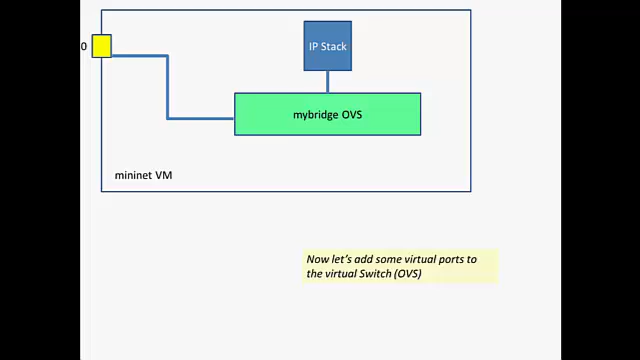 0
IP Stack
mybridge OVS
mininet VM
Now let's add some virtual ports to
the virtual Switch (OVS)